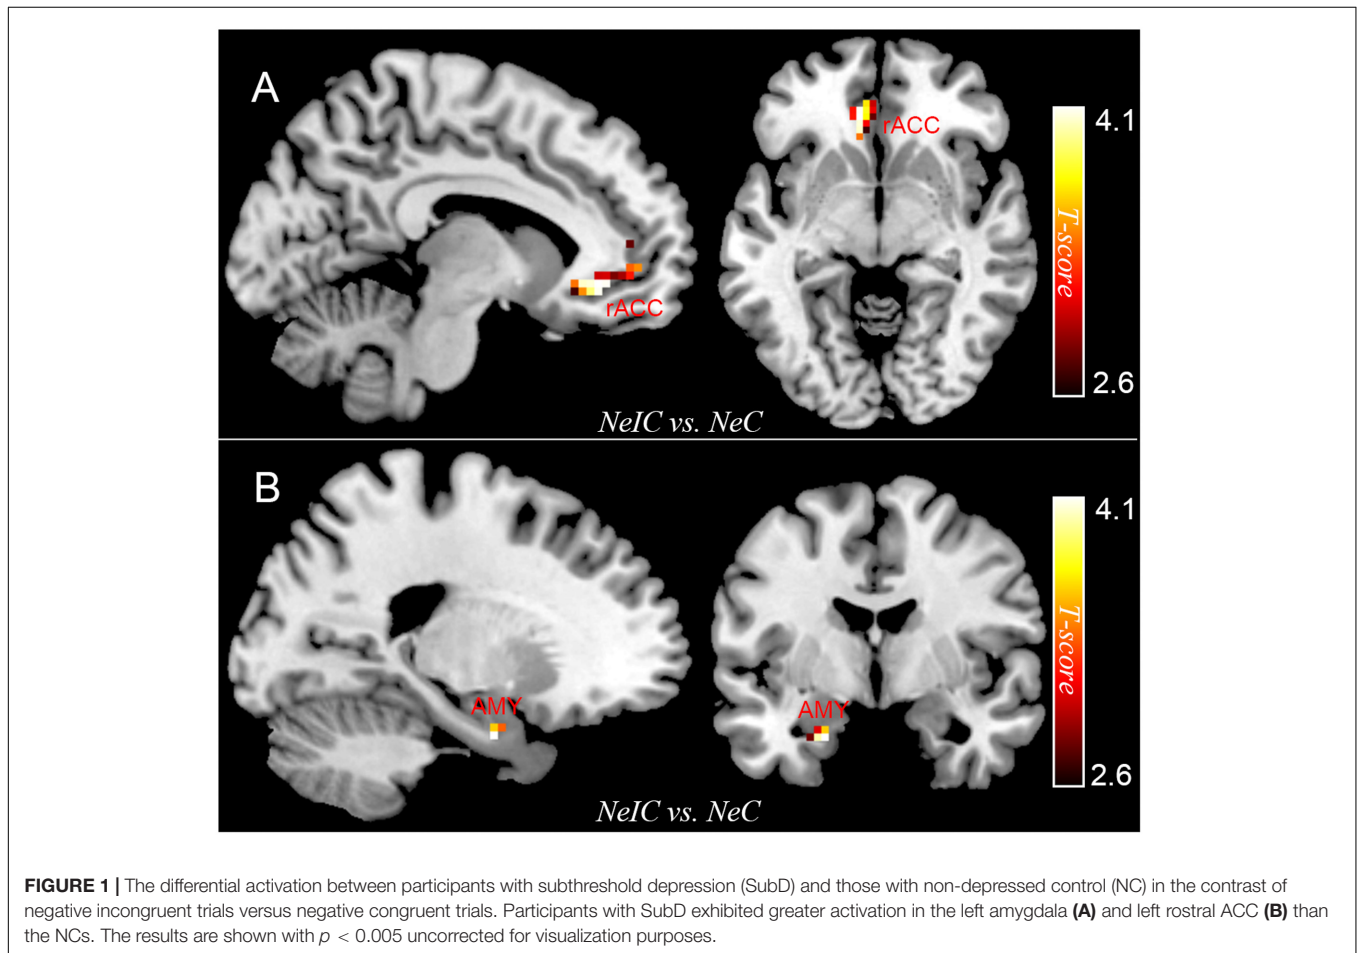 A
rACC
rACC
4.1
T-score
2.6
NeIC vs. NeC
B
AMY
AMY
4.1
T-score
2.6
NeIC vs. NeC
FIGURE 1 | The differential activation between participants with subthreshold depression (SubD) and those with non-depressed control (NC) in the contrast of
negative incongruent trials versus negative congruent trials. Participants with SubD exhibited greater activation in the left amygdala (A) and left rostral ACC (B) than
the NCs. The results are shown with p < 0.005 uncorrected for visualization purposes.